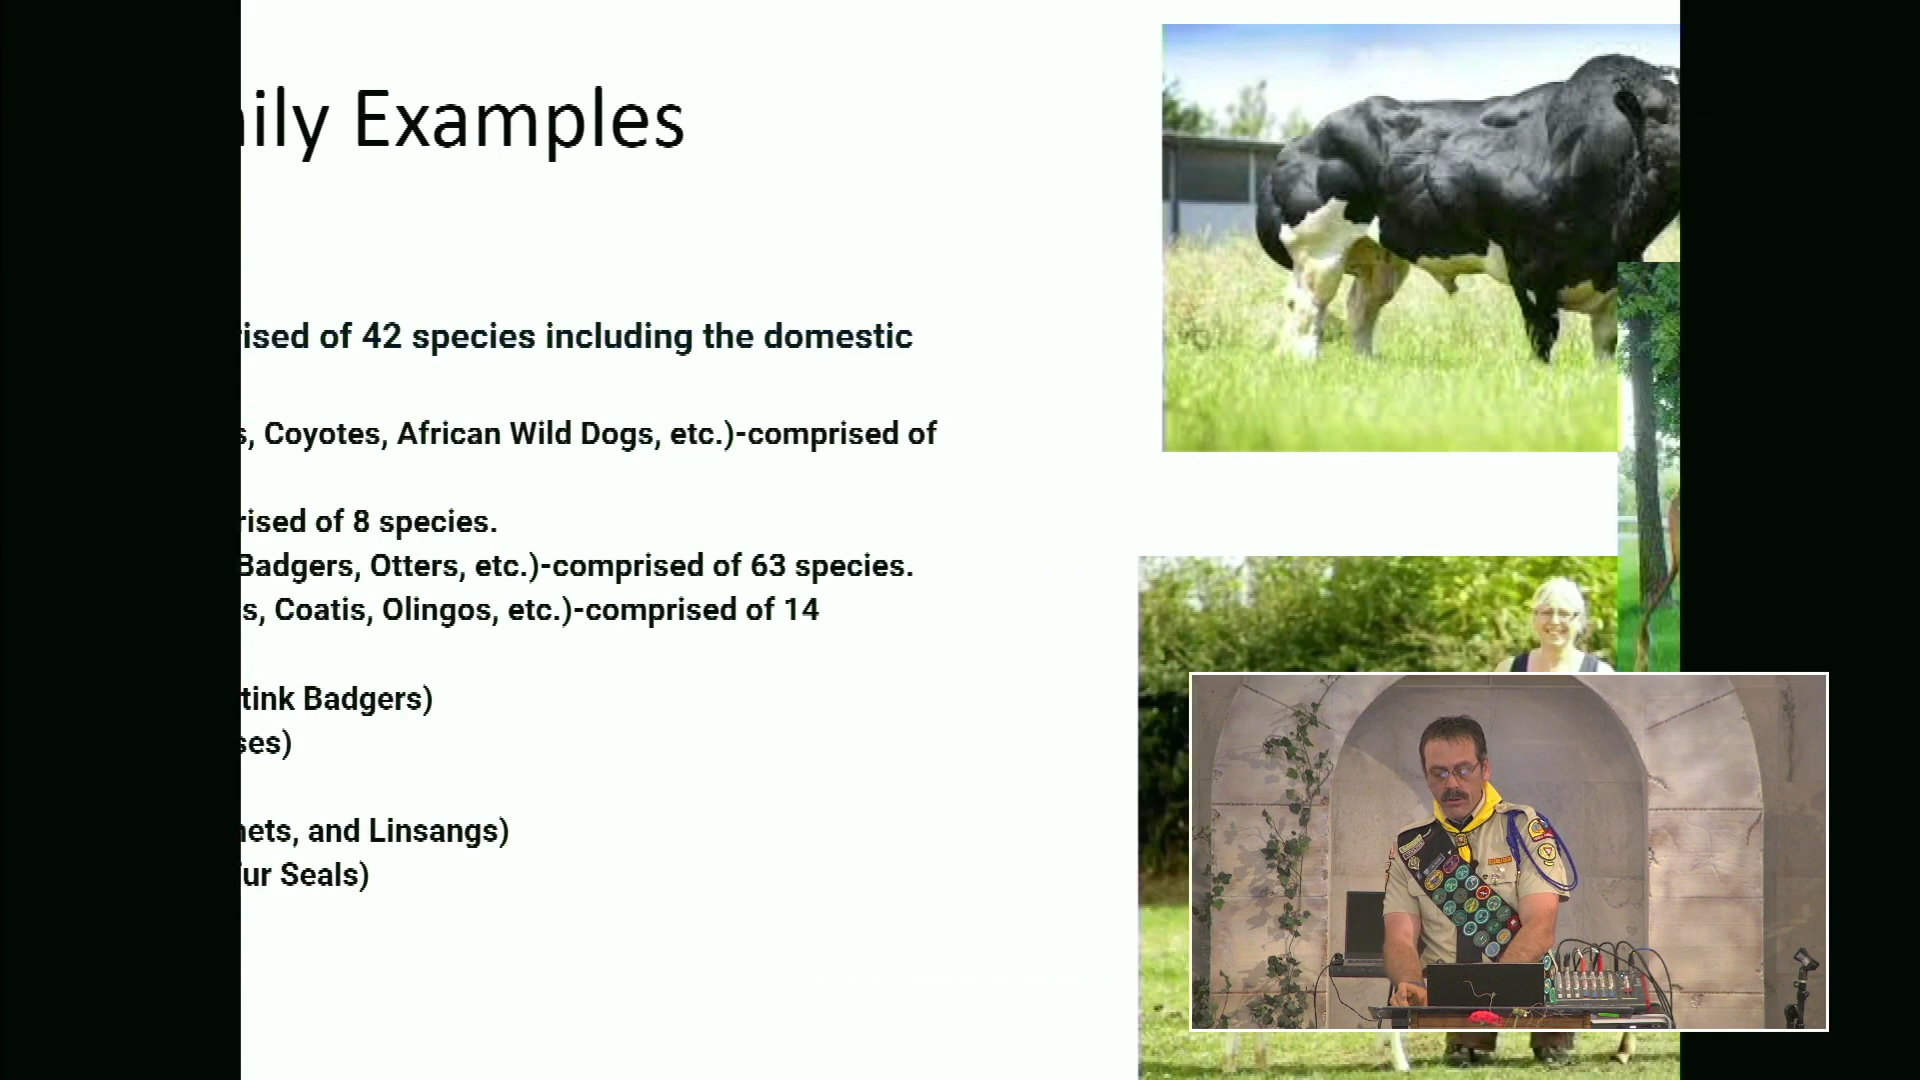 ily Examples
rised of 42 species including the domestic
s, Coyotes, African Wild Dogs, etc.)-comprised of
rised of 8 species.
Badgers, Otters, etc.)-comprised of 63 species.
s, Coatis, Olingos, etc.)-comprised of 14
tink Badgers)
ses)
nets, and Linsangs)
ur Seals)